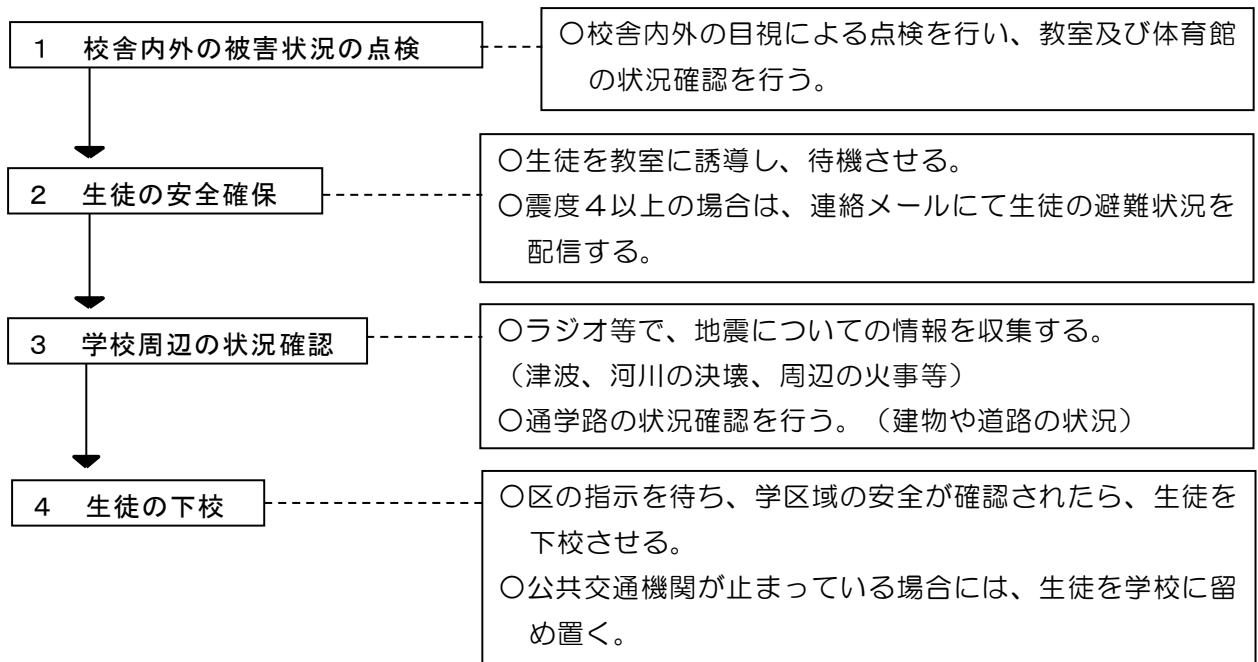 １　校舎内外の被害状況の点検
○校舎内外の目視による点検を行い、教室及び体育館
の状況確認を行う。
２　生徒の安全確保
○生徒を教室に誘導し、待機させる。
○震度４以上の場合は、連絡メールにて生徒の避難状況を
配信する。
３　学校周辺の状況確認
○ラジオ等で、地震についての情報を収集する。
（津波、河川の決壊、周辺の火事等）
○通学路の状況確認を行う。（建物や道路の状況）
４　生徒の下校
○区の指示を待ち、学区域の安全が確認されたら、生徒を
下校させる。
○公共交通機関が止まっている場合には、生徒を学校に留
め置く。